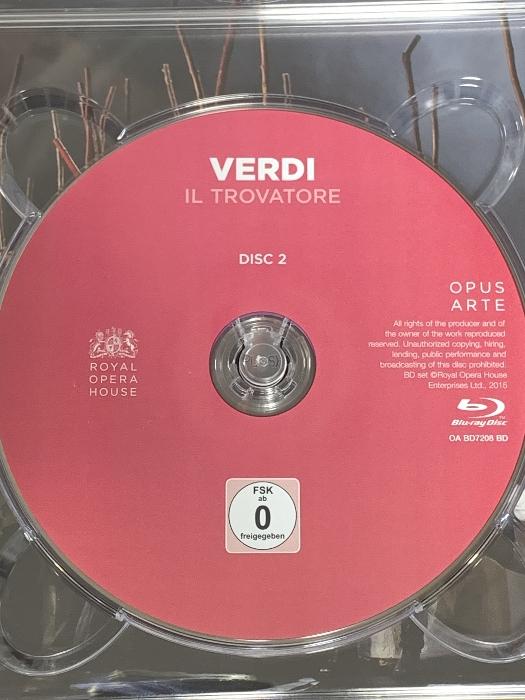 VERDI
IL TROVATORE
DISC 2
ROYAL
OPERA
HOUSE
OPUS
ARTE
All rights of the producer and of
the owner of the work reproduced
reserved. Unauthorized copying, hiring,
lending, public performance and
broadcasting of this disc prohibited.
BD set ©Royal Opera House
Enterprises Ltd., 2015
Blu-ray Disc
TM
OA BD7208 BD
FSK
ab
0
freigegeben